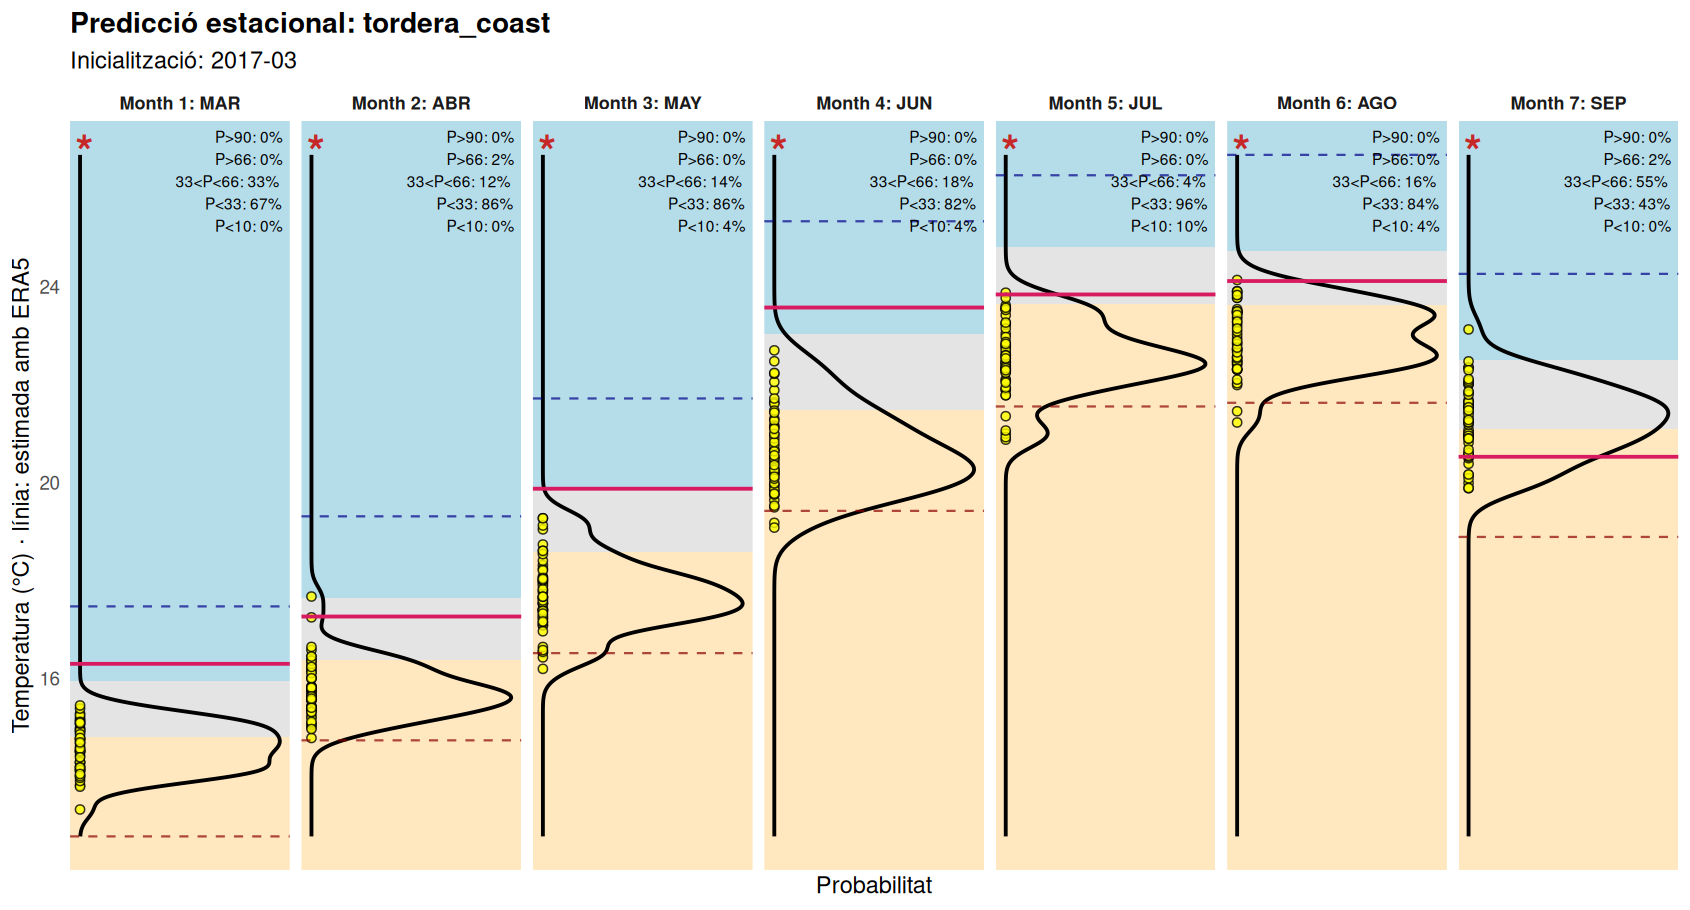 Predicció estacional: tordera_coast
Inicialització: 2017-03
Month 1: MAR
Month 2: ABR
Month 3: MAY
Month 4: JUN
Month 5: JUL
Month 6: AGO
Month 7: SEP
*
P>90: 0%
P>66: 0%
33<P<66: 33%
P<33: 67%
P<10: 0%
*
P>90: 0%
P>66: 2%
33<P<66: 12%
P<33: 86%
P<10: 0%
*
P>90: 0%
P>66: 0%
33<P<66: 14%
P<33: 86%
P<10: 4%
*
P>90: 0%
P>66: 0%
33<P<66: 18%
P<33: 82%
P<10: 4%
*
P>90: 0%
P>66: 0%
33<P<66: 4%
P<33: 96%
P<10: 10%
*
P>90: 0%
P>66: 0%
33<P<66: 16%
P<33: 84%
P<10: 4%
*
P>90: 0%
P>66: 2%
33<P<66: 55%
P<33: 43%
P<10: 0%
24
20
16
Temperatura (°C) · línia: estimada amb ERA5
Probabilitat